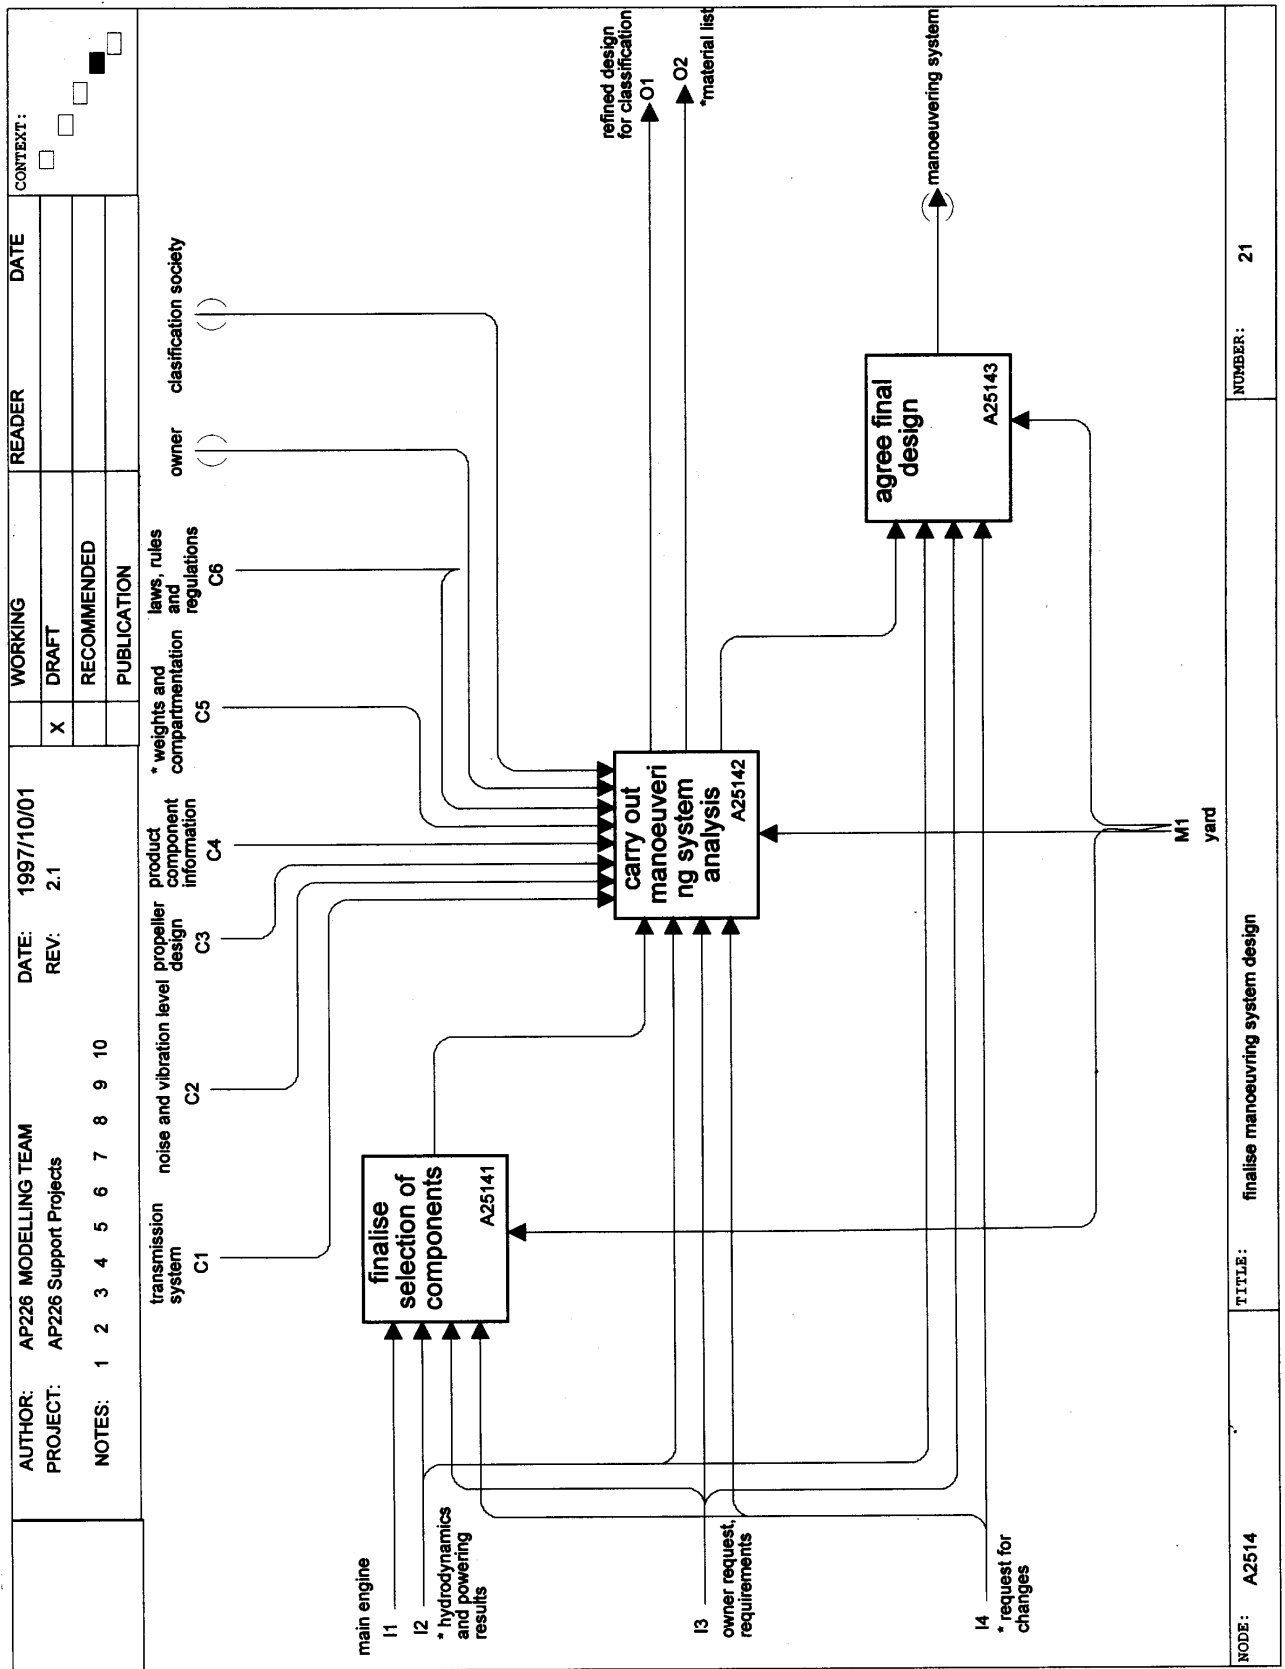 AUTHOR: AP226 MODELLING TEAM
DATE: 1997/10/01
WORKING
READER
DATE
CONTEXT:
PROJECT: AP226 Support Projects
REV: 2.1
X
DRAFT
RECOMMENDED
NOTES: 1 2 3 4 5 6 7 8 9 10
PUBLICATION
transmission
system
C1
noise and vibration level
C2
propeller
design
C3
product
component
information
C4
* weights and
compartmentation
C5
laws, rules
and
regulations
C6
owner
clasification society
main engine
I1
I2
* hydrodynamics
and powering
results
I3
owner request,
requirements
I4
* request for
changes
finalise
selection of
components
A25141
carry out
manoeuveri
ng system
analysis
A25142
agree final
design
A25143
refined design
for classification
O1
O2
*material list
manoeuvering system
M1
yard
NODE: A2514
TITLE: finalise manoeuvring system design
NUMBER: 21